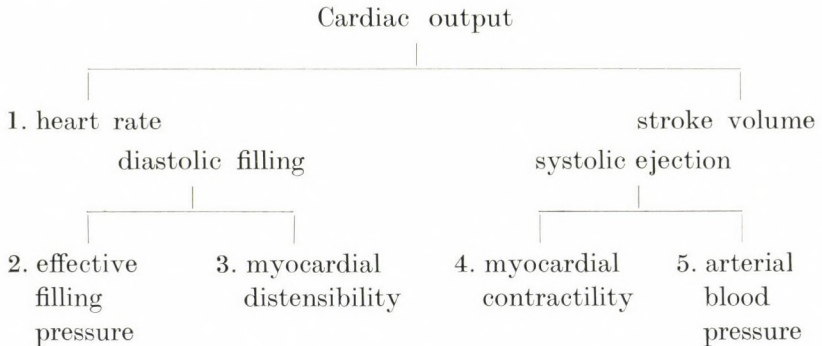 Cardiac output
1. heart rate
stroke volume
diastolic filling
systolic ejection
2. effective filling pressure
3. myocardial distensibility
4. myocardial contractility
5. arterial blood pressure